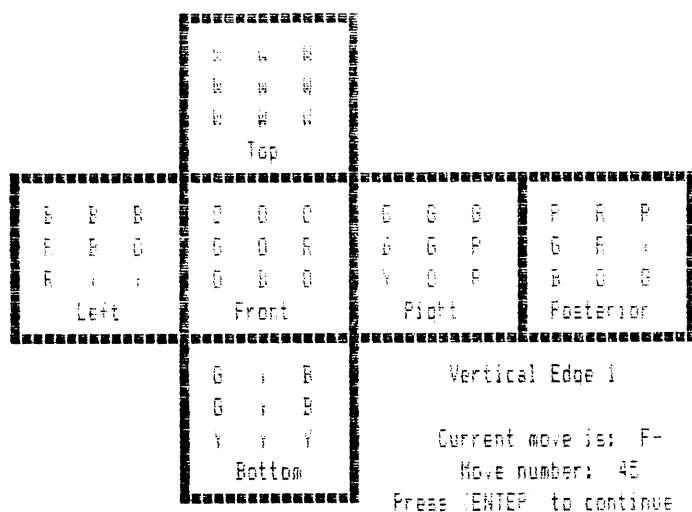 W W W
W W W
W W W
Top
B B B O O O G G G R R R
R B O G O R B G R G R Y
R Y Y O B O Y O R B O G
Left Front Right Posterior
G Y B Vertical Edge 1
G Y B
Y Y Y Current move is: F-
Bottom Move number: 45
Press [ENTER] to continue